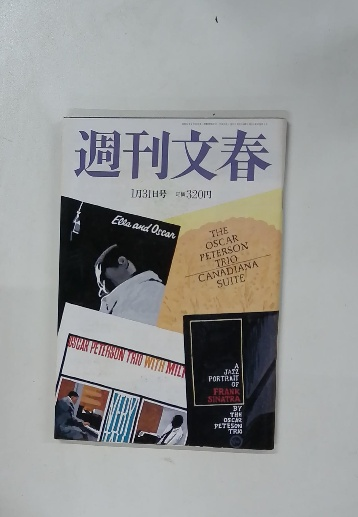 週刊文春
1月31日号 定価320円
Ella and Oscar
THE
OSCAR
PETERSON
TRIO
CANADIANA
SUITE
OSCAR PETERSON TRIO WITH MILT
VERY
A
JAZZ
PORTRAIT
OF
FRANK
SINATRA
BY
THE
OSCAR
PETESON
TRIO